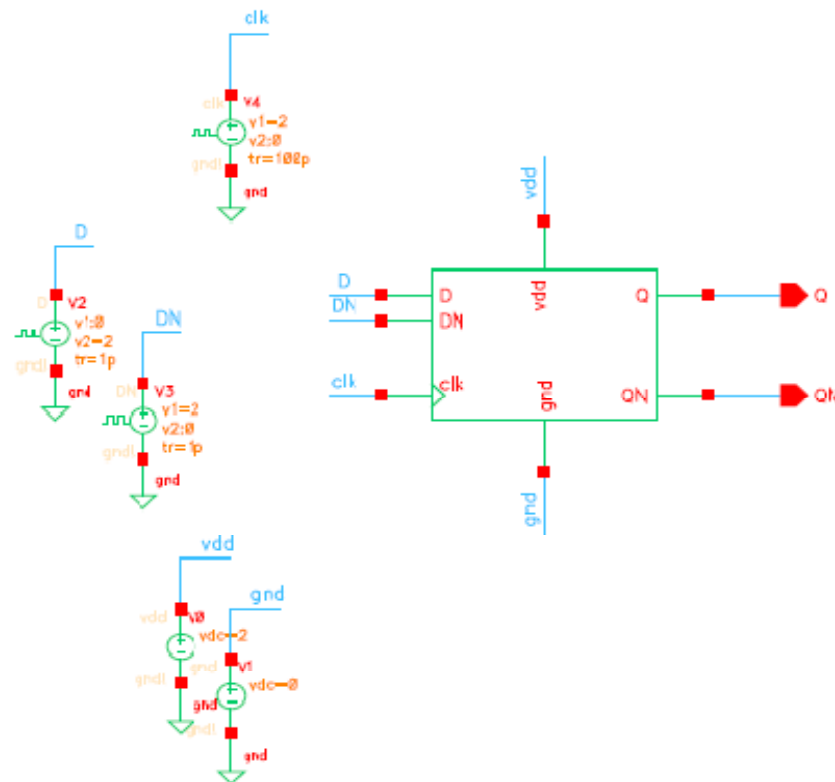 clk
clk V4
v1=2
v2:0
tr=100p
gnd!
gnd
D
D V2
v1:0
v2=2
tr=1p
gnd!
gnd
DN
DN V3
v1=2
v2:0
tr=1p
gnd!
gnd
vdd
vdd V0
vdc=2
gnd!
gnd
gnd
gnd V1
vdc=0
gnd!
gnd
vdd
D D vdd Q Q
DN DN
clk clk gnd QN QN
gnd